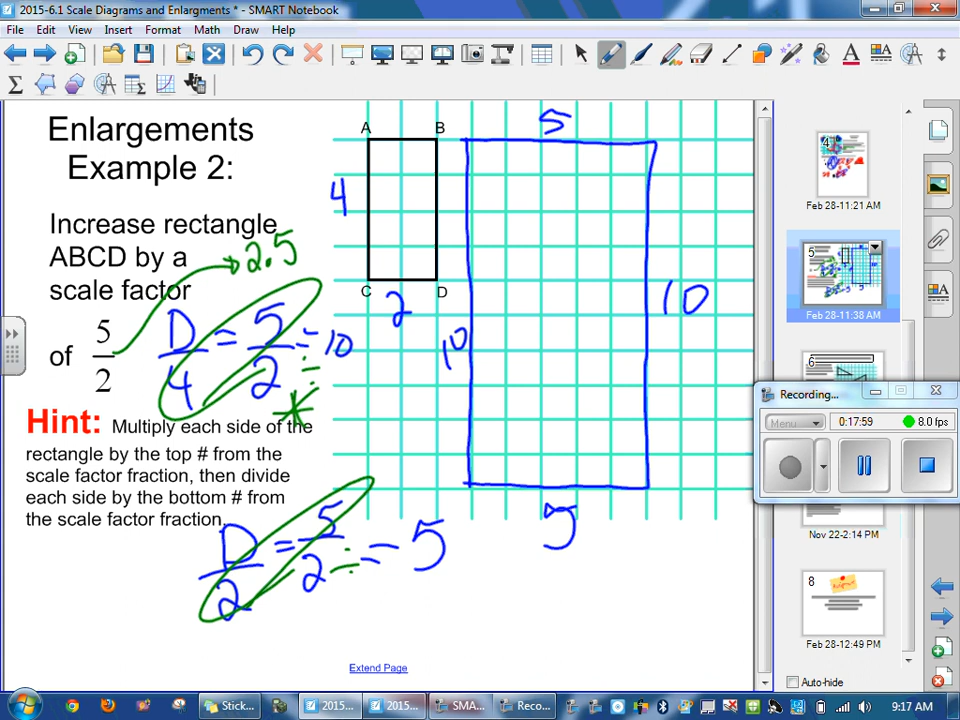 2015-6.1 Scale Diagrams and Enlargments * - SMART Notebook
File Edit View Insert Format Math Draw Help
Enlargements
Example 2:
Increase rectangle
ABCD by a
scale factor
of 5/2
2.5
D/4 = 5/2 = 10
÷
*
Hint: Multiply each side of the
rectangle by the top # from the
scale factor fraction, then divide
each side by the bottom # from
the scale factor fraction.
D/2 = 5/2 ÷ = 5
A B
C D
4
2
5
10
10
5
Extend Page
4
Feb 28-11:21 AM
5
Feb 28-11:38 AM
6
Recording...
Menu
0:17:59
8.0 fps
Nov 22-2:14 PM
8
Feb 28-12:49 PM
Auto-hide
Stick...
2015...
2015...
SMA...
Reco...
9:17 AM